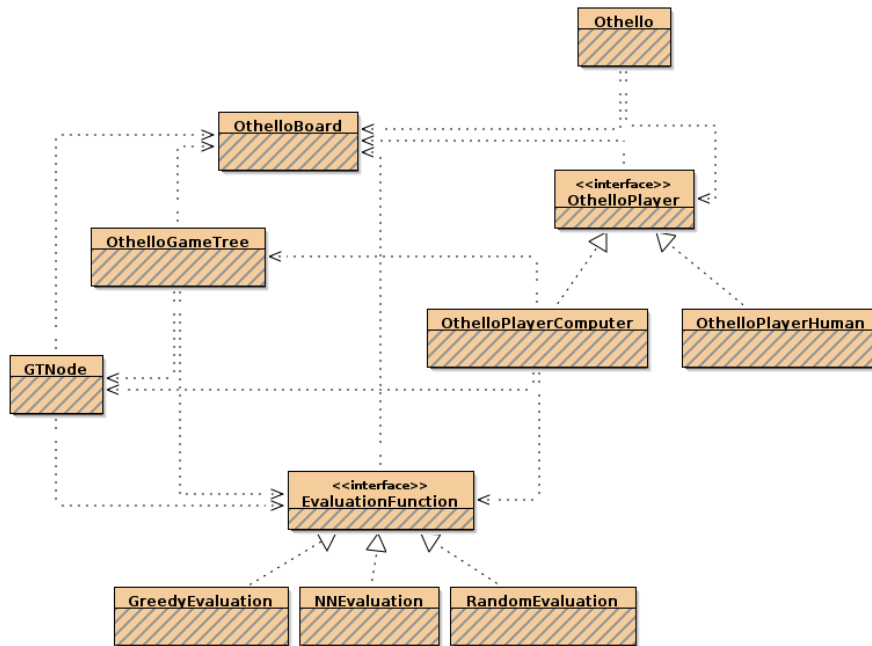 Othello
OthelloBoard
<<interface>>
OthelloPlayer
OthelloGameTree
OthelloPlayerComputer
OthelloPlayerHuman
GTNode
<<interface>>
EvaluationFunction
GreedyEvaluation
NNEvaluation
RandomEvaluation